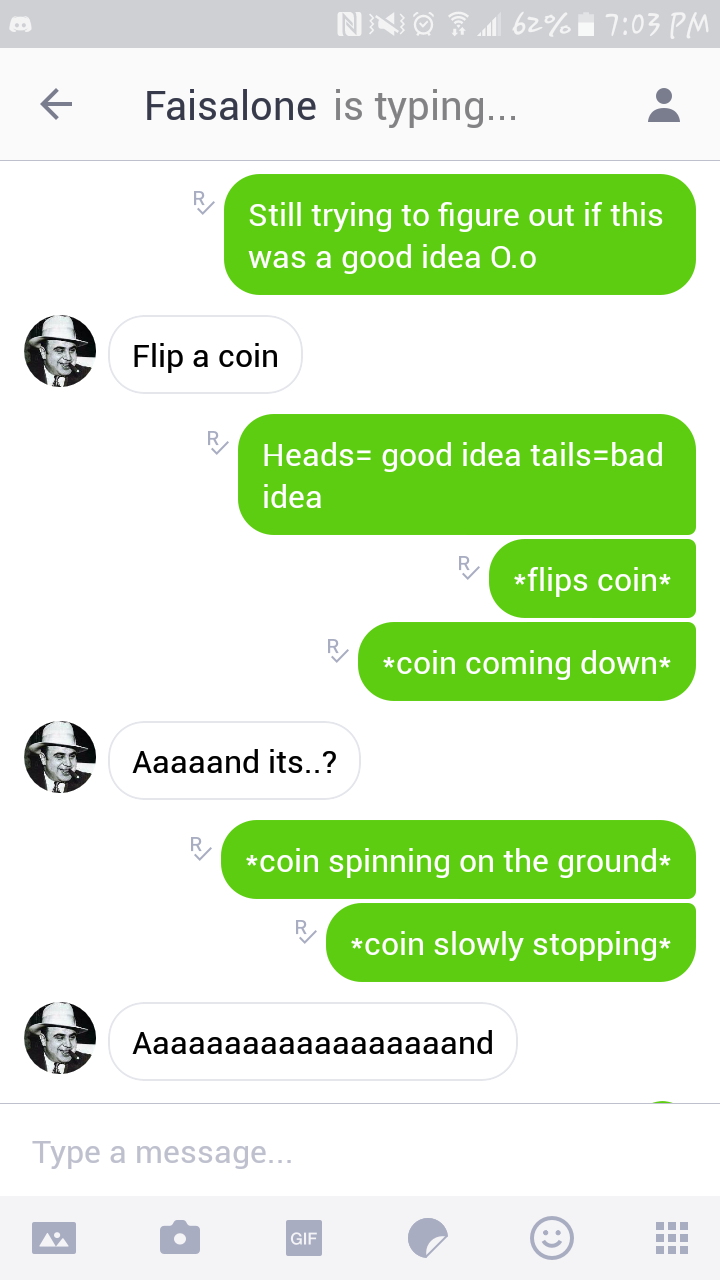 62% 7:03 PM
Faisalone is typing...
R
Still trying to figure out if this
was a good idea O.o
Flip a coin
R
Heads= good idea tails=bad
idea
R
*flips coin*
R
*coin coming down*
Aaaaand its..?
R
*coin spinning on the ground*
R
*coin slowly stopping*
Aaaaaaaaaaaaaaaaaand
Type a message...
GIF